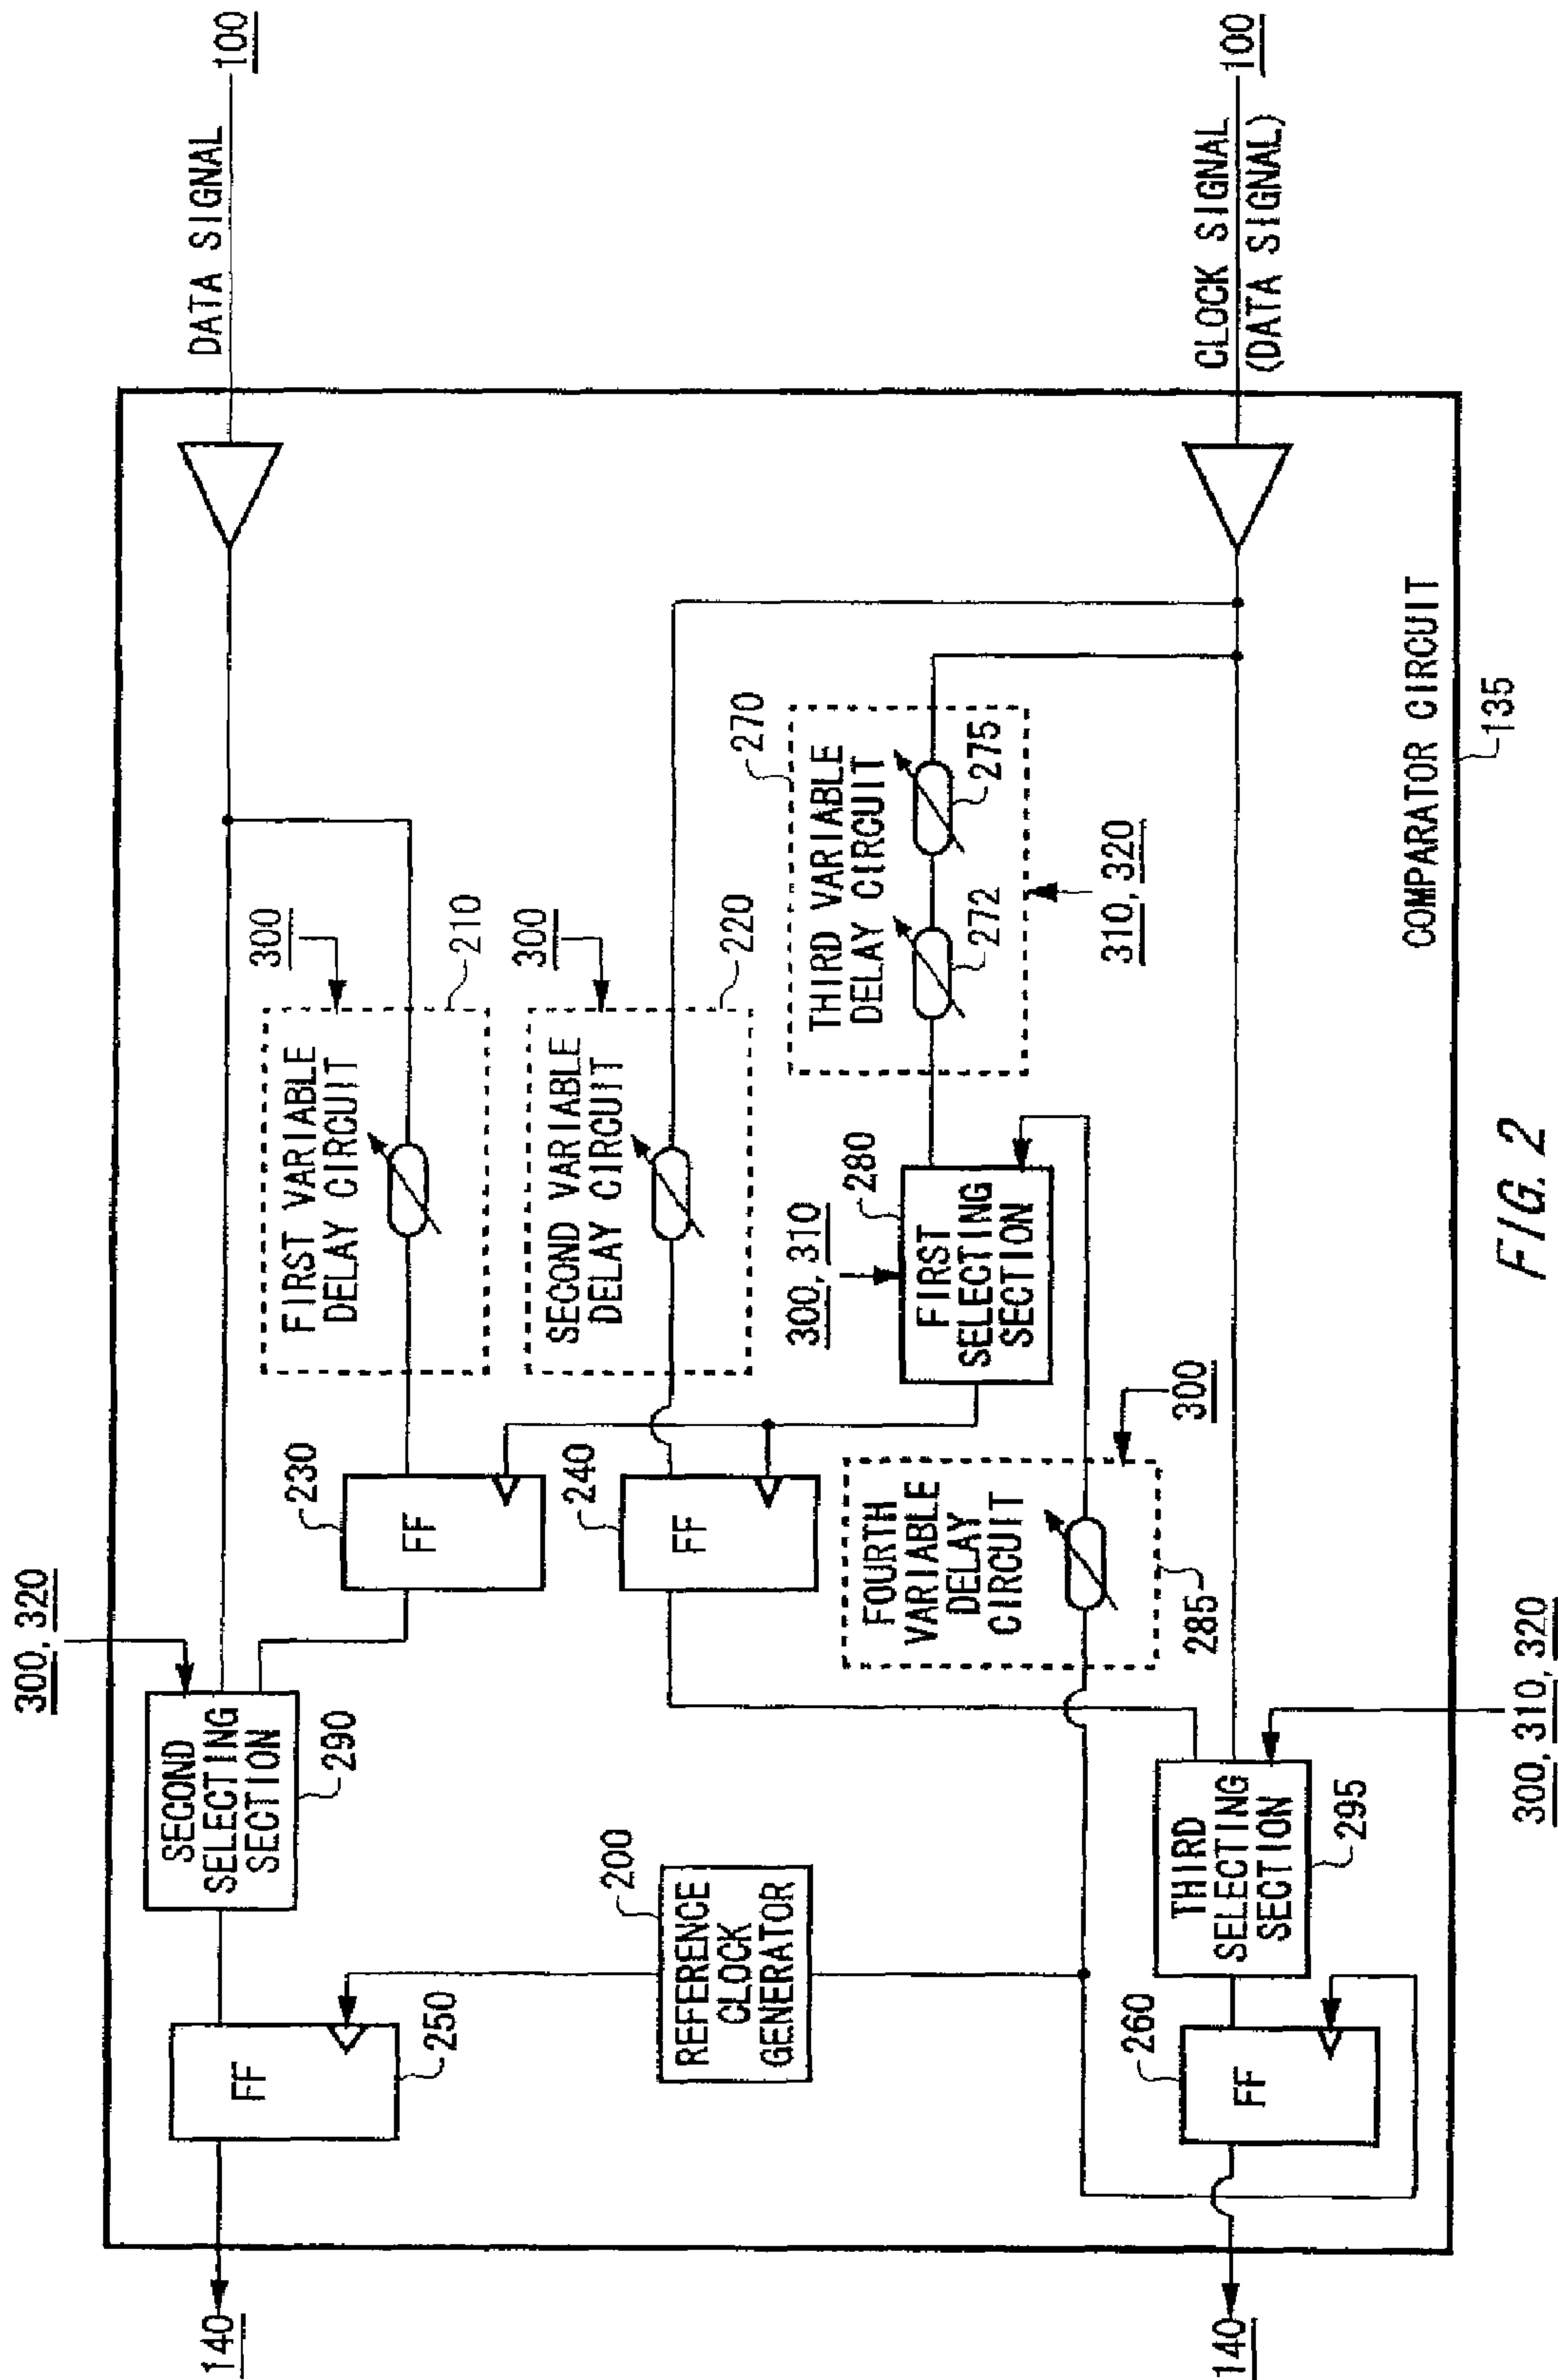 100
DATA SIGNAL
100
CLOCK SIGNAL
(DATA SIGNAL)
300
210
FIRST VARIABLE
DELAY CIRCUIT
300
220
SECOND VARIABLE
DELAY CIRCUIT
270
THIRD VARIABLE
DELAY CIRCUIT
272
275
310, 320
COMPARATOR CIRCUIT
135
300, 310
280
FIRST
SELECTING
SECTION
230
FF
240
FF
300
FOURTH
VARIABLE
DELAY
CIRCUIT
285
300, 320
SECOND
SELECTING
SECTION
290
300, 310, 320
THIRD
SELECTING
SECTION
295
200
REFERENCE
CLOCK
GENERATOR
FF
250
260
FF
140
140
FIG. 2